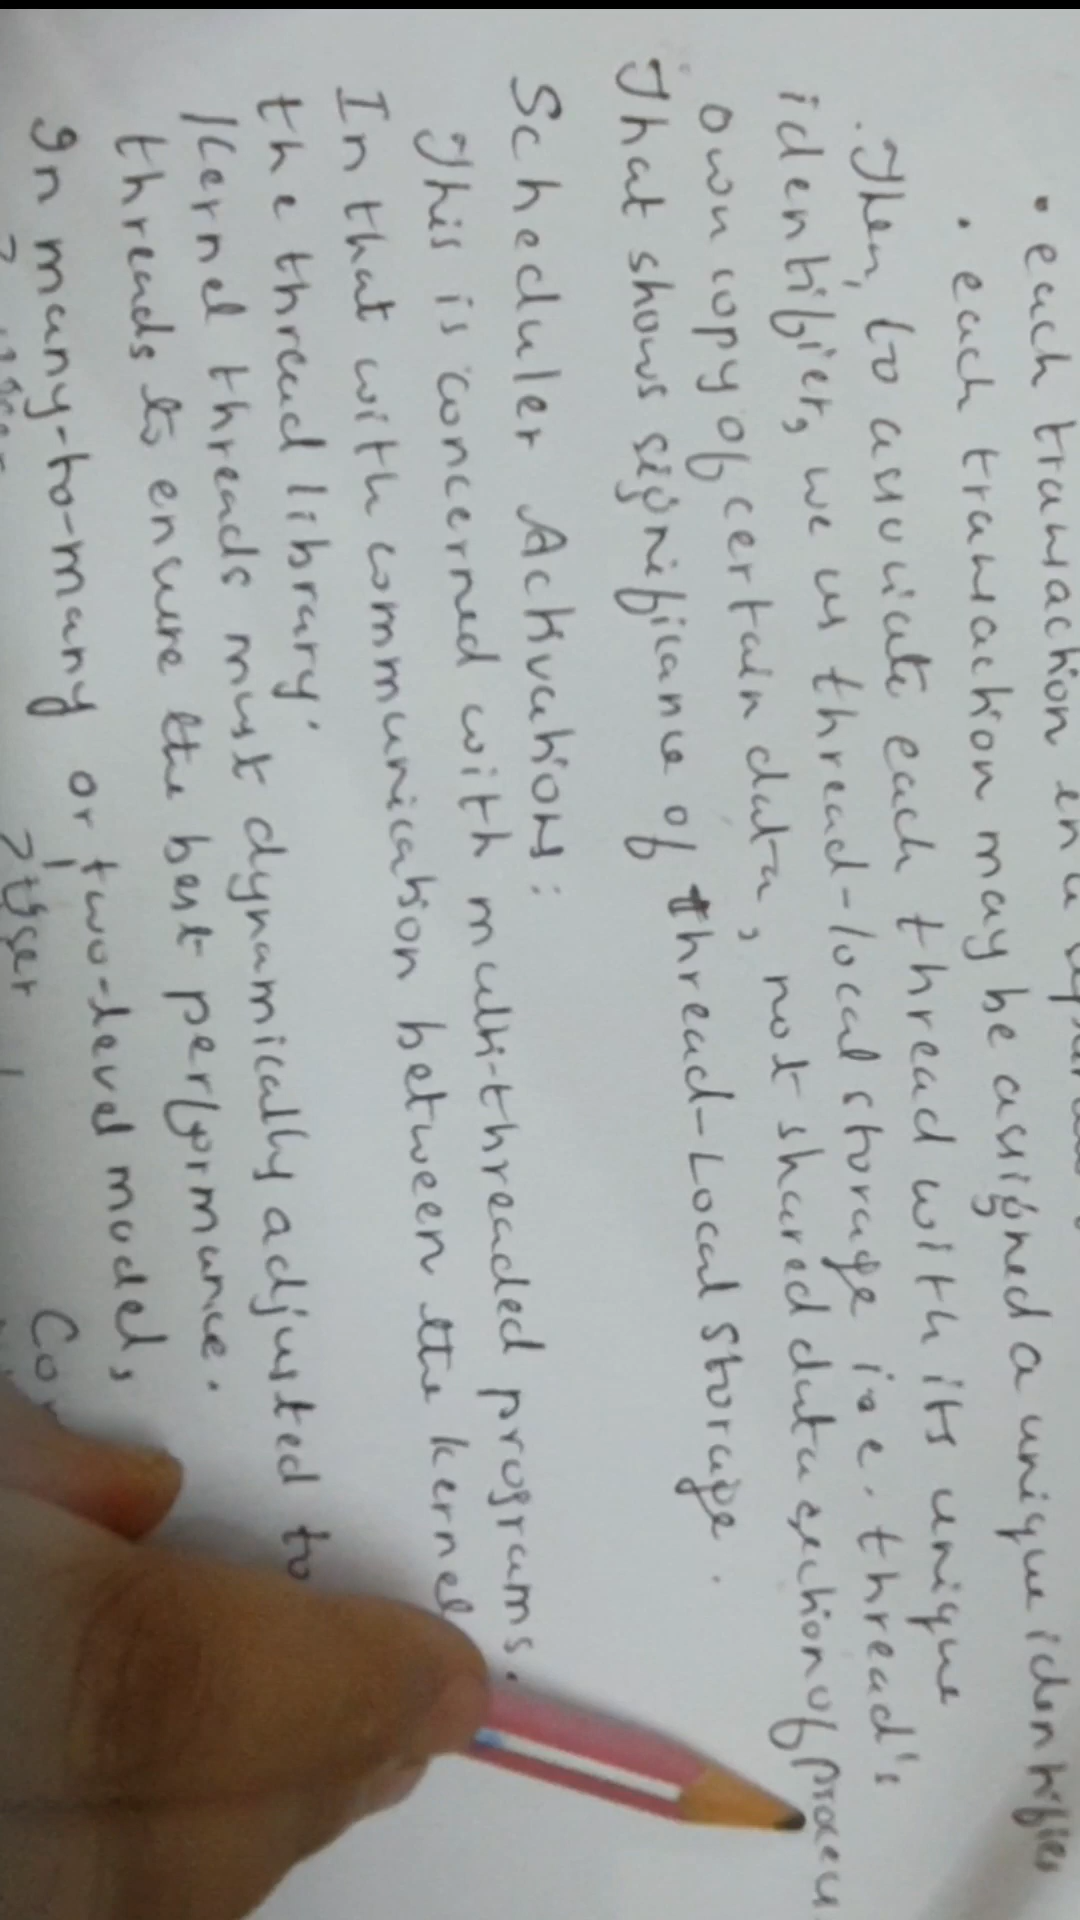 • each transaction in a
• each transaction may be assigned a unique identifier
. Then, to associate each thread with its unique
identifier, we us thread-local storage i.e. thread's
own copy of certain data, not shared data section of process
That shows significance of thread-Local storage.
Scheduler Activations:
This is concerned with multi-threaded programs.
In that with communication between the kernel
the thread library.
Kernel threads must dynamically adjusted to
threads to ensure the best performance.
In many-to-many or two-level model,
user